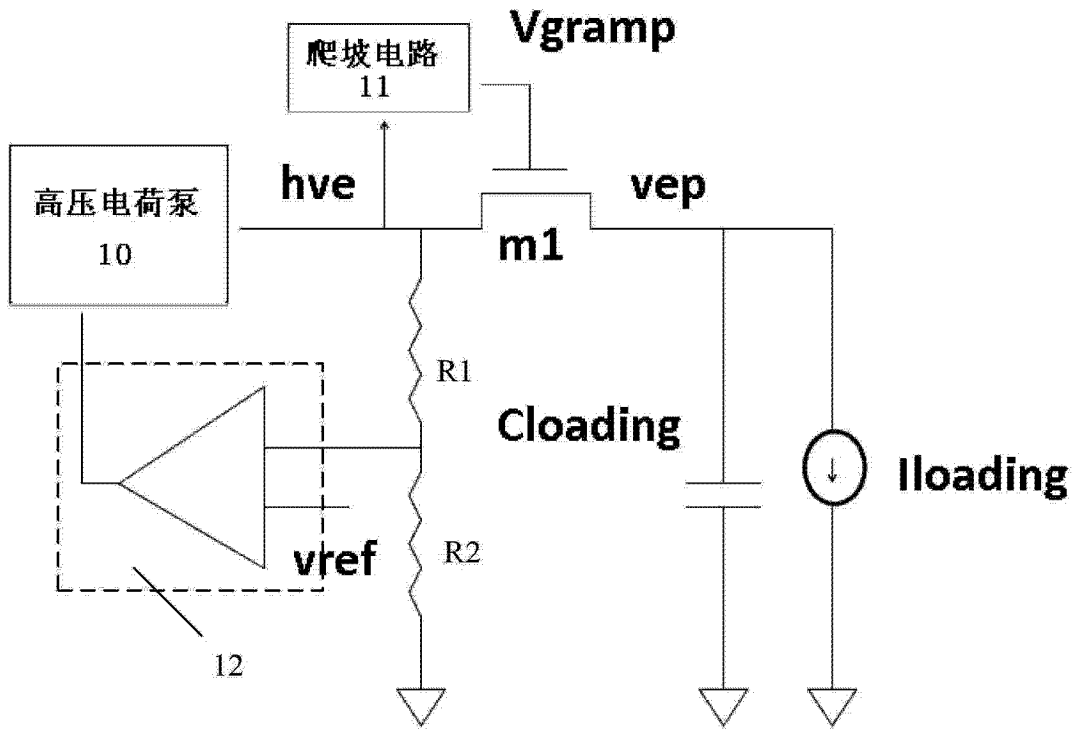 爬坡电路
11
Vgramp
高压电荷泵
10
hve
m1
vep
R1
Cloading
Iloading
vref
R2
12